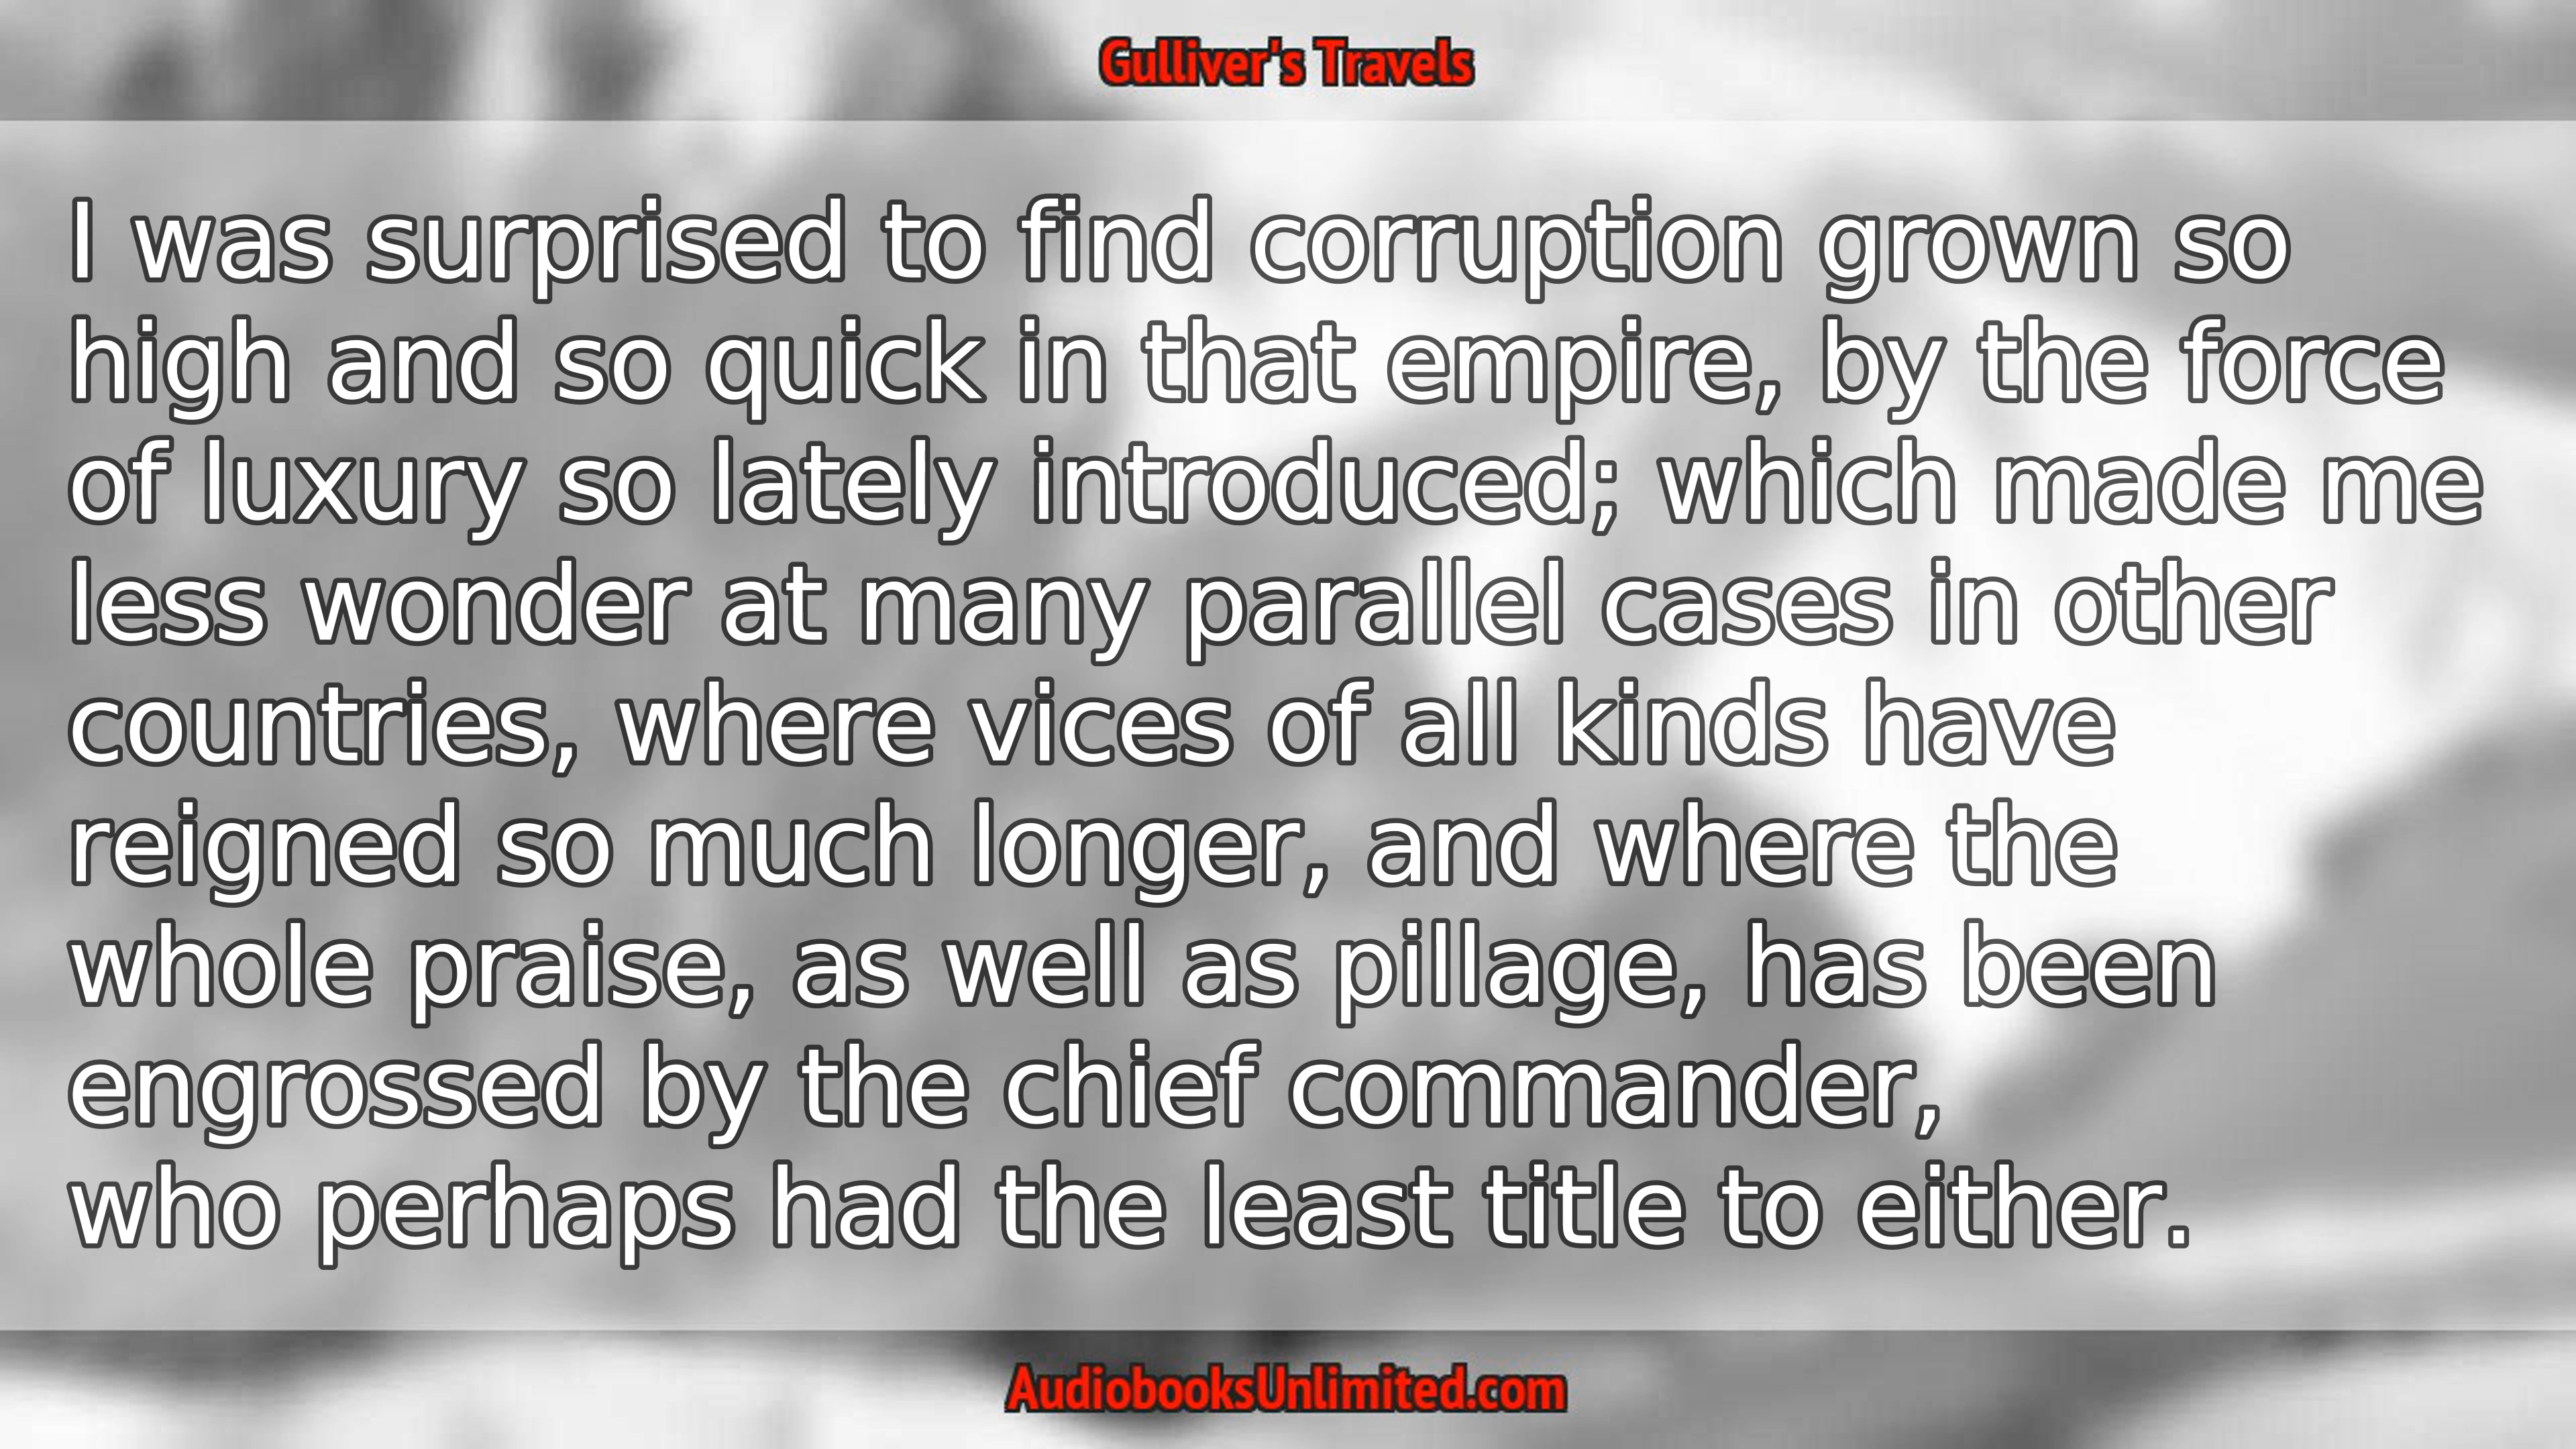 Gulliver's Travels
I was surprised to find corruption grown so
high and so quick in that empire, by the force
of luxury so lately introduced; which made me
less wonder at many parallel cases in other
countries, where vices of all kinds have
reigned so much longer, and where the
whole praise, as well as pillage, has been
engrossed by the chief commander,
who perhaps had the least title to either.
AudiobooksUnlimited.com